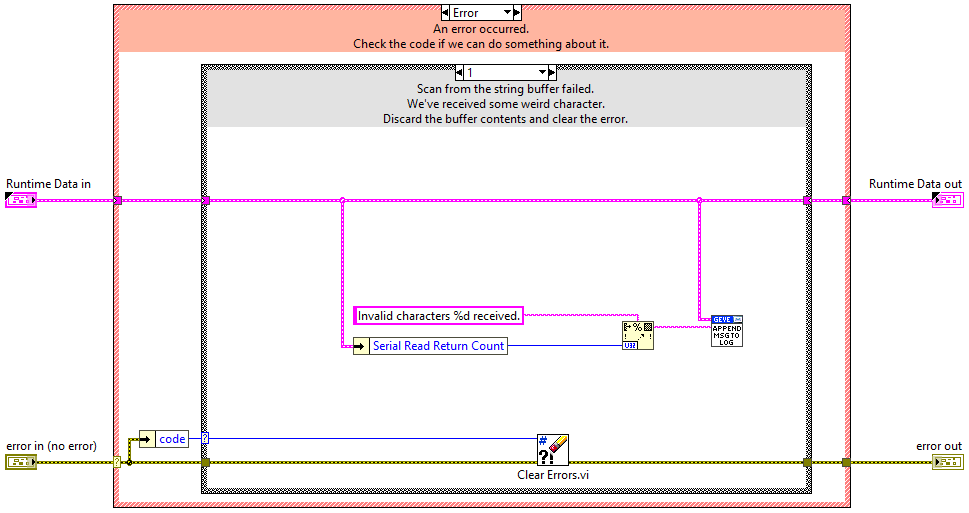 Error
An error occurred.
Check the code if we can do something about it.
1
Scan from the string buffer failed.
We've received some weird character.
Discard the buffer contents and clear the error.
Runtime Data in
Runtime Data out
Invalid characters %d received.
Serial Read Return Count
%
U32
GEVE
APPEND
MSG TO
LOG
error in (no error)
code
?
?
#
?!
Clear Errors.vi
error out